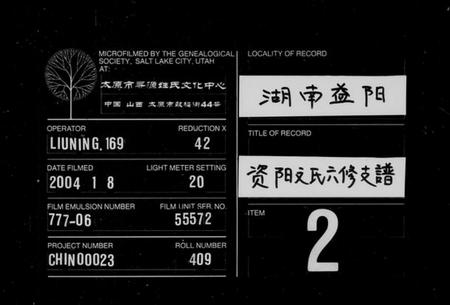 MICROFILMED BY THE GENEALOGICAL
SOCIETY, SALT LAKE CITY, UTAH
AT:
太原市寻源姓氏文化中心
中国 山西 太原市 44号
OPERATOR
REDUCTION X
LIUNING.169
42
DATE FILMED
LIGHT METER SETTING
2004 1 8
20
FILM EMULSION NUMBER
FILM UNIT SER. NO.
777-06
55572
PROJECT NUMBER
ROLL NUMBER
CHIN00023
409
LOCALITY OF RECORD
湖南益阳
TITLE OF RECORD
资阳文氏六修支譜
ITEM
2